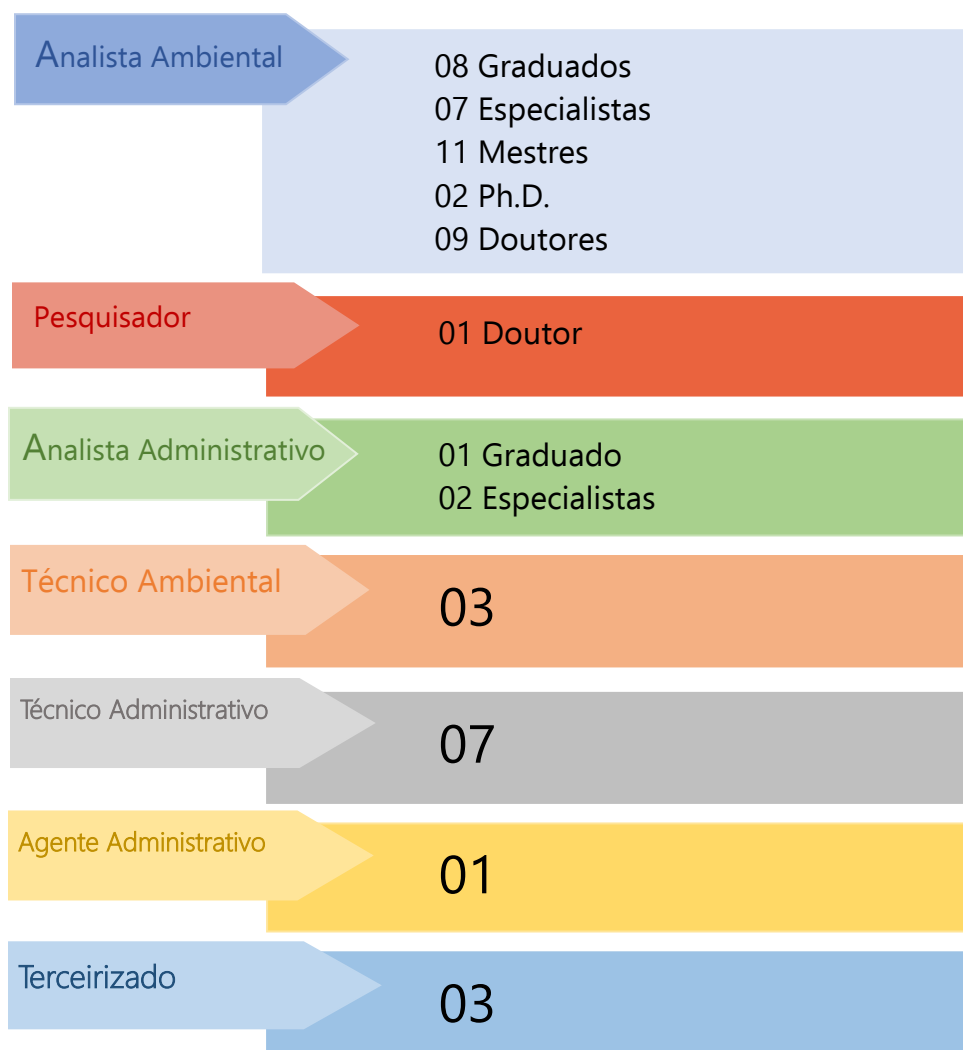 Analista Ambiental
08 Graduados
07 Especialistas
11 Mestres
02 Ph.D.
09 Doutores
Pesquisador
01 Doutor
Analista Administrativo
01 Graduado
02 Especialistas
Técnico Ambiental
03
Técnico Administrativo
07
Agente Administrativo
01
Terceirizado
03